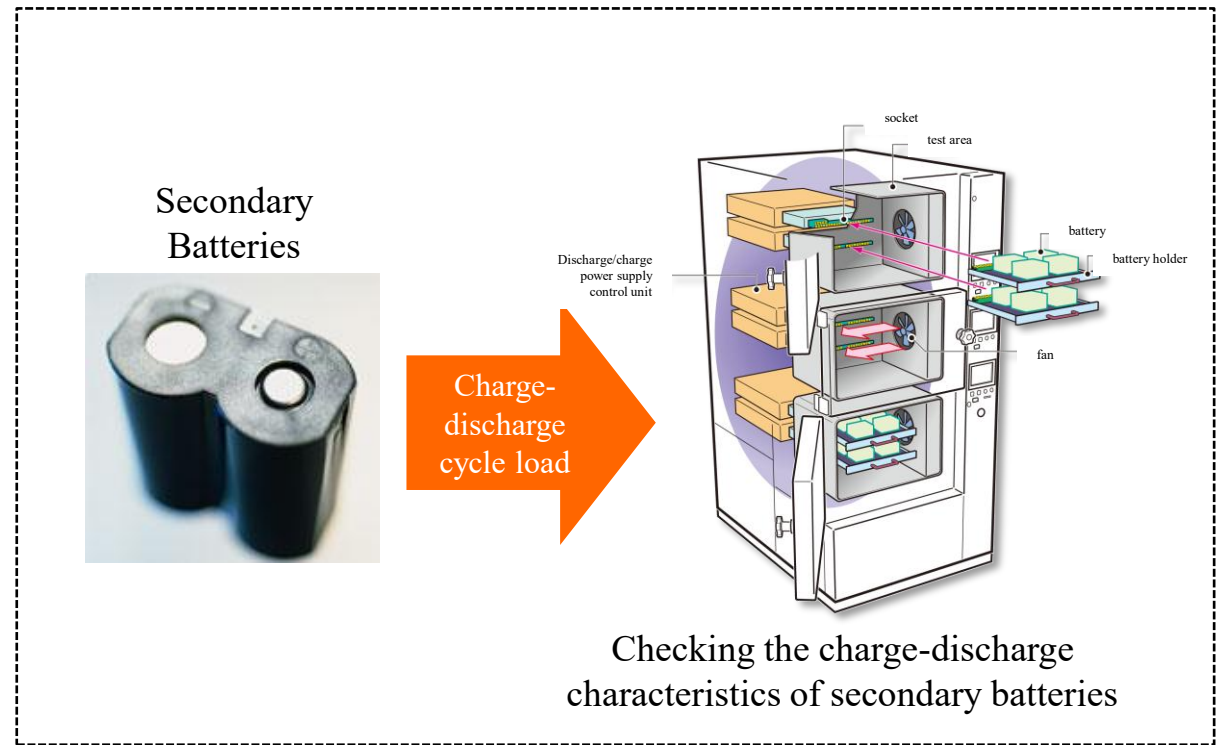 Secondary
Batteries
Charge-
discharge
cycle load
socket
test area
Discharge/charge
power supply
control unit
battery
battery holder
fan
Checking the charge-discharge
characteristics of secondary batteries